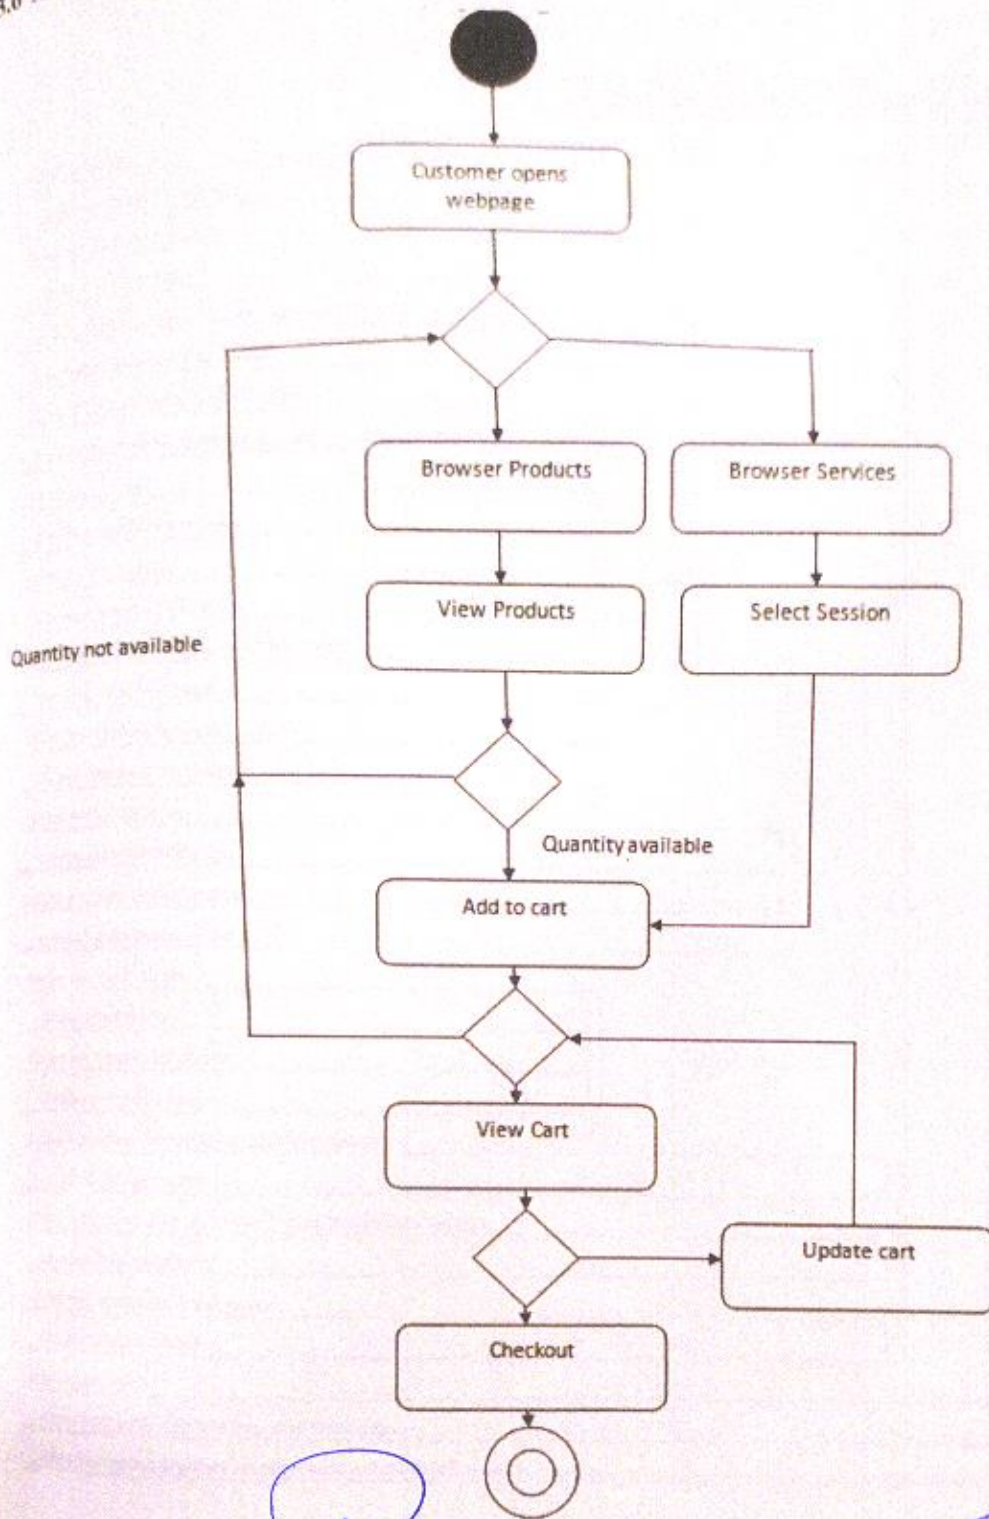 Customer opens
webpage
Browser Products
Browser Services
View Products
Select Session
Quantity not available
Quantity available
Add to cart
View Cart
Update cart
Checkout